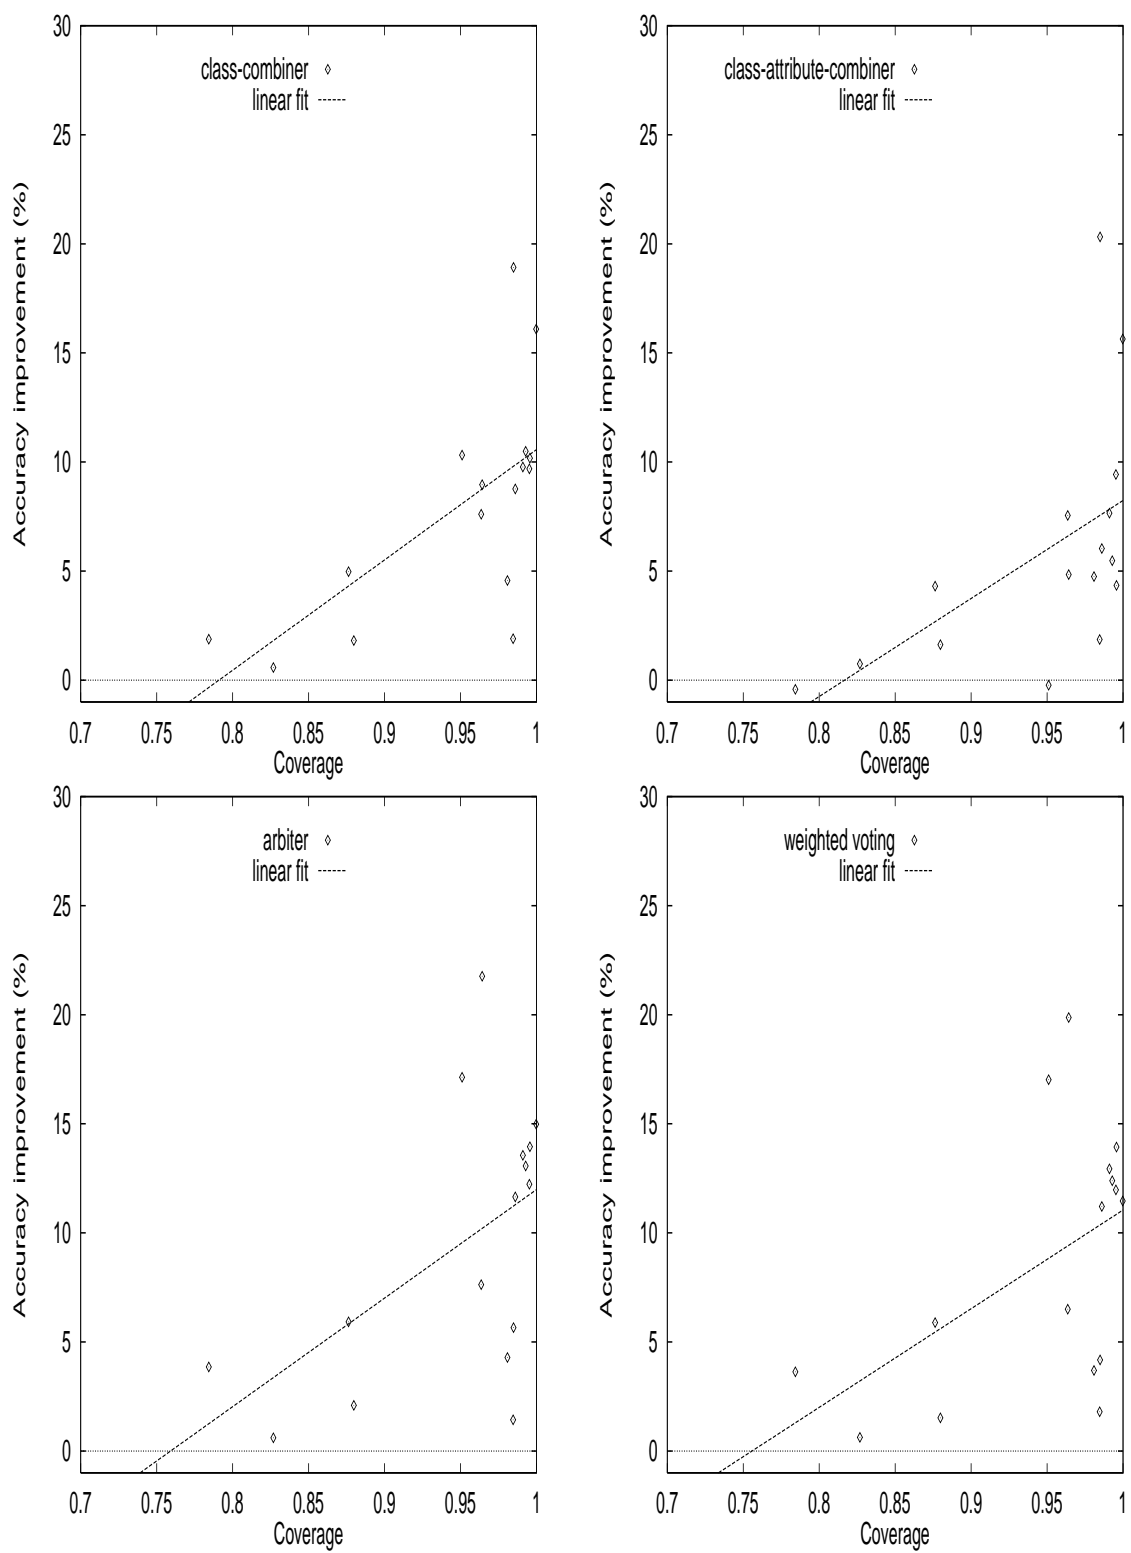 30
class-combiner
linear fit
25
20
15
10
5
0
Accuracy improvement (%)
0.7 0.75 0.8 0.85 0.9 0.95 1
Coverage
30
class-attribute-combiner
linear fit
25
20
15
10
5
0
Accuracy improvement (%)
0.7 0.75 0.8 0.85 0.9 0.95 1
Coverage
30
arbiter
linear fit
25
20
15
10
5
0
Accuracy improvement (%)
0.7 0.75 0.8 0.85 0.9 0.95 1
Coverage
30
weighted voting
linear fit
25
20
15
10
5
0
Accuracy improvement (%)
0.7 0.75 0.8 0.85 0.9 0.95 1
Coverage